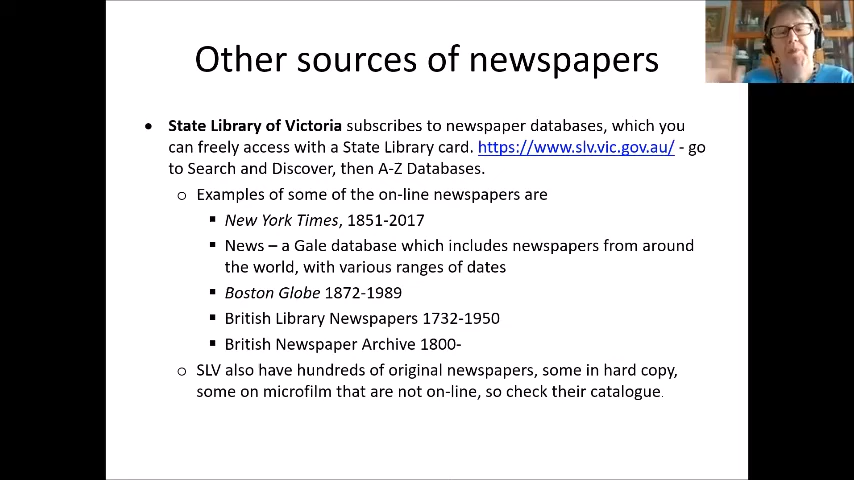 Other sources of newspapers
• State Library of Victoria subscribes to newspaper databases, which you
can freely access with a State Library card. https://www.slv.vic.gov.au/ - go
to Search and Discover, then A-Z Databases.
o Examples of some of the on-line newspapers are
▪ New York Times, 1851-2017
▪ News – a Gale database which includes newspapers from around
the world, with various ranges of dates
▪ Boston Globe 1872-1989
▪ British Library Newspapers 1732-1950
▪ British Newspaper Archive 1800-
o SLV also have hundreds of original newspapers, some in hard copy,
some on microfilm that are not on-line, so check their catalogue.